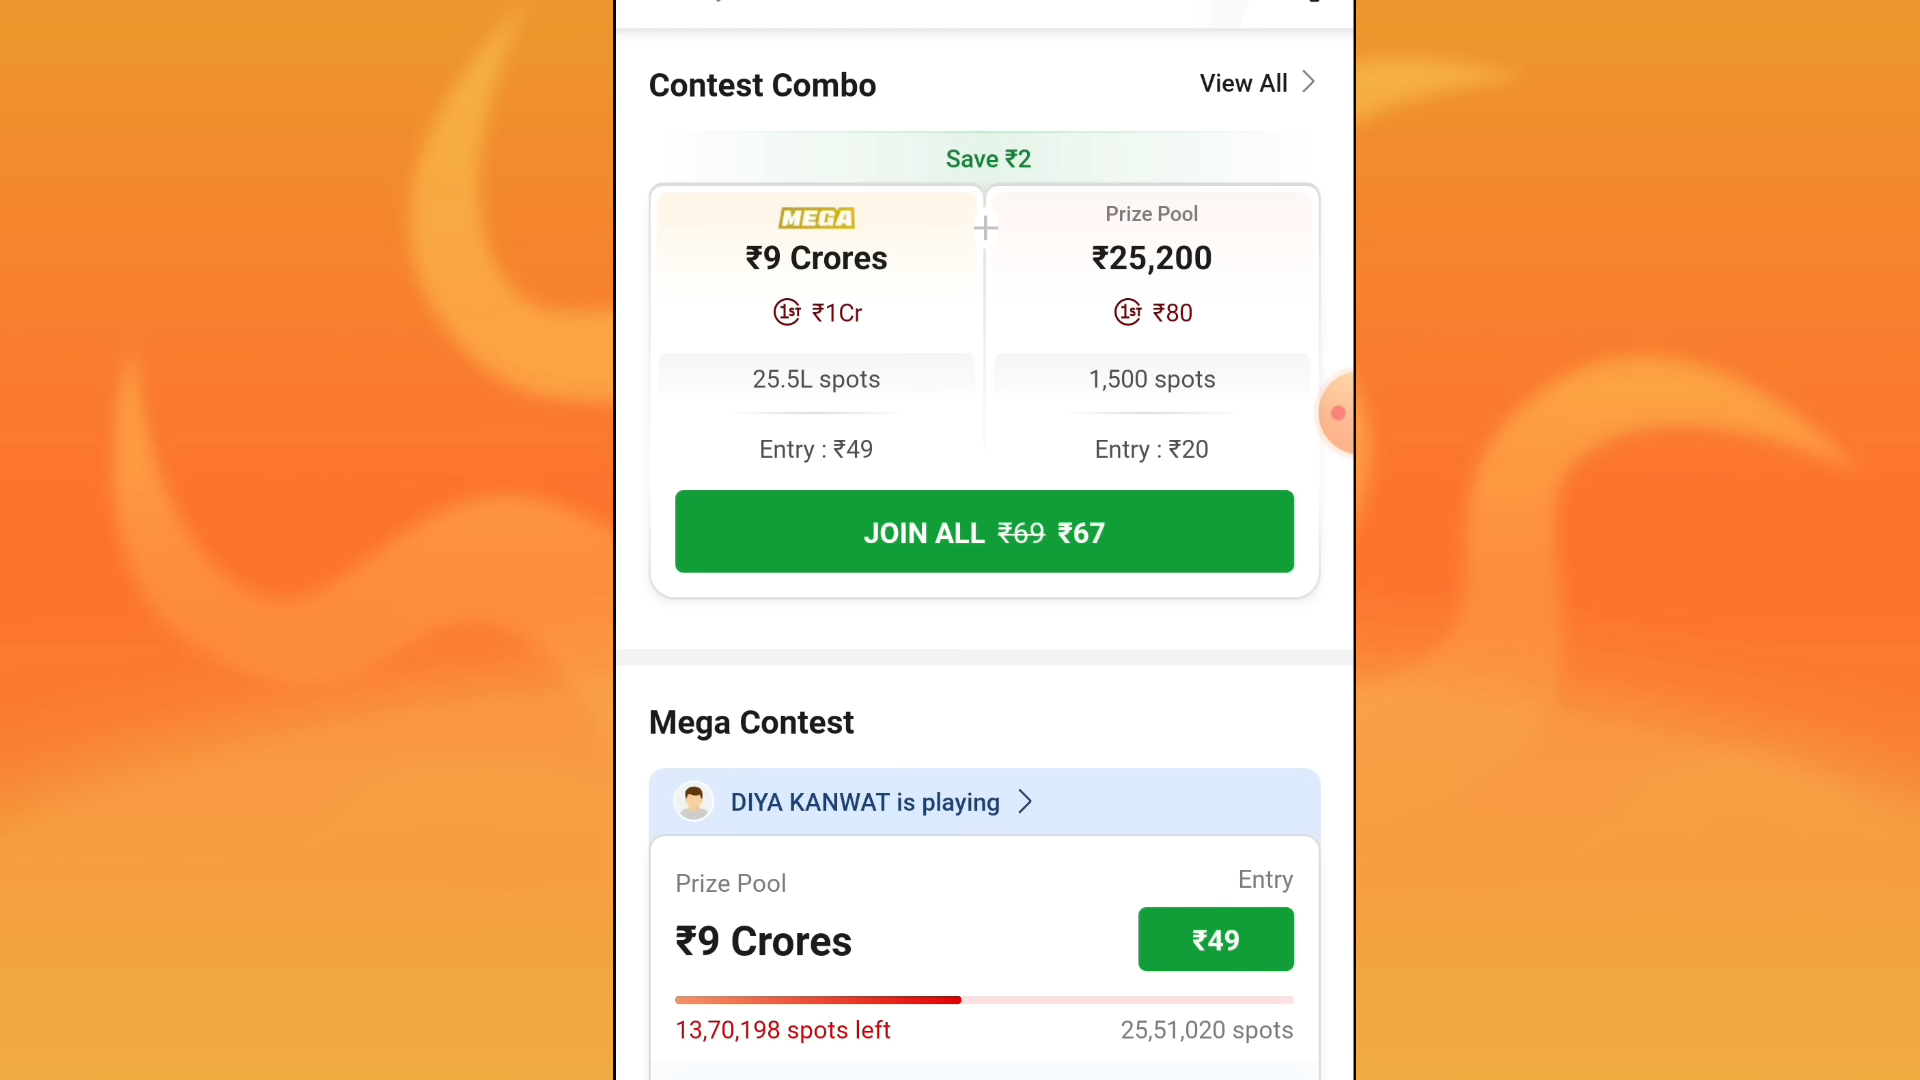 Contest Combo
View All
Save ₹2
MEGA
₹9 Crores
1ST ₹1Cr
25.5L spots
Entry : ₹49
Prize Pool
₹25,200
1ST ₹80
1,500 spots
Entry : ₹20
JOIN ALL ₹69 ₹67
Mega Contest
DIYA KANWAT is playing
Prize Pool
Entry
₹9 Crores
₹49
13,70,198 spots left
25,51,020 spots